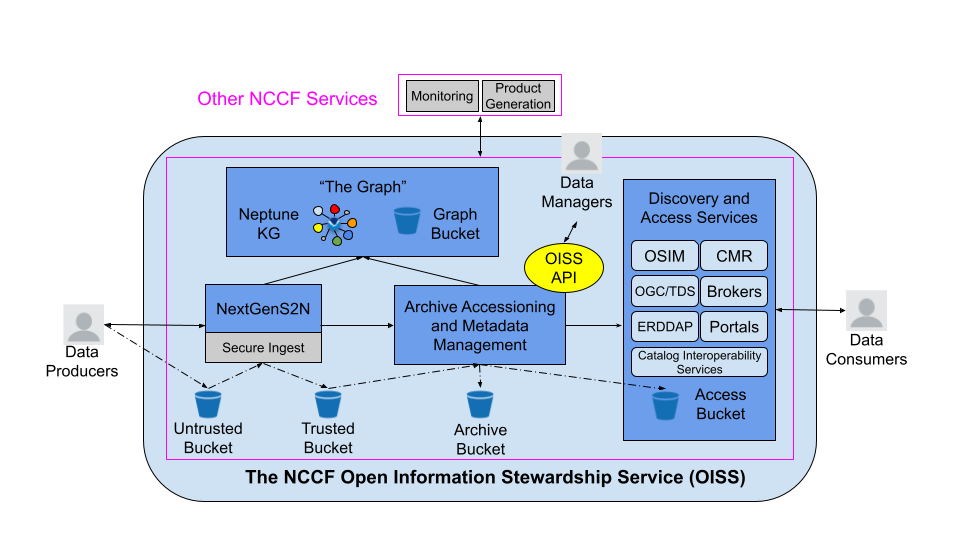 Other NCCF Services
Monitoring
Product
Generation
“The Graph”
Neptune
KG
Graph
Bucket
Data
Managers
OISS
API
Discovery and
Access Services
OSIM
CMR
OGC/TDS
Brokers
ERDDAP
Portals
Catalog Interoperability
Services
Access
Bucket
NextGenS2N
Secure Ingest
Archive Accessioning
and Metadata
Management
Data
Producers
Data
Consumers
Untrusted
Bucket
Trusted
Bucket
Archive
Bucket
The NCCF Open Information Stewardship Service (OISS)